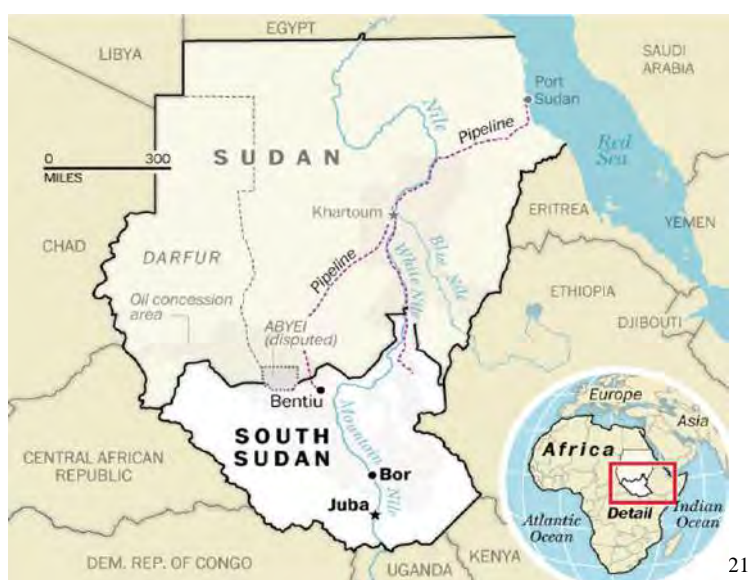 EGYPT
LIBYA
SAUDI
ARABIA
Port
Sudan
Nile
Pipeline
Red
Sea
0 300
MILES
SUDAN
Khartoum
ERITREA
YEMEN
CHAD
DARFUR
Pipeline
White Nile
Blue Nile
Oil concession
area
ETHIOPIA
DJIBOUTI
ABYEI
(disputed)
Bentiu
Mountain Nile
SOUTH
SUDAN
CENTRAL AFRICAN
REPUBLIC
Bor
Juba
DEM. REP. OF CONGO
UGANDA
KENYA
Europe
Asia
Africa
Detail
Indian
Ocean
Atlantic
Ocean
21